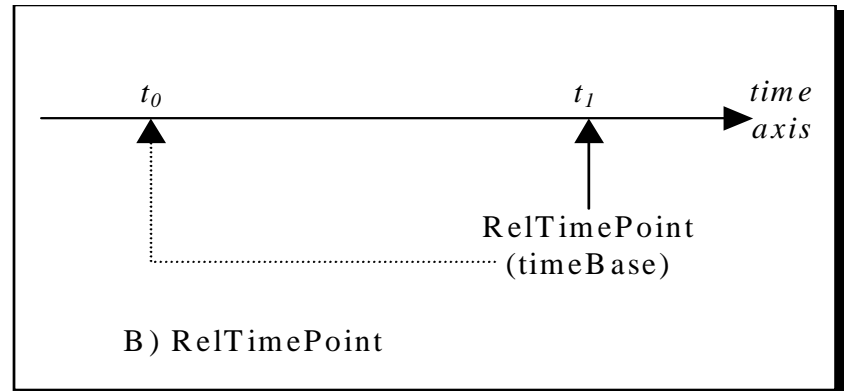 t0 t1 time
axis
RelTimePoint
(timeBase)
B) RelTimePoint